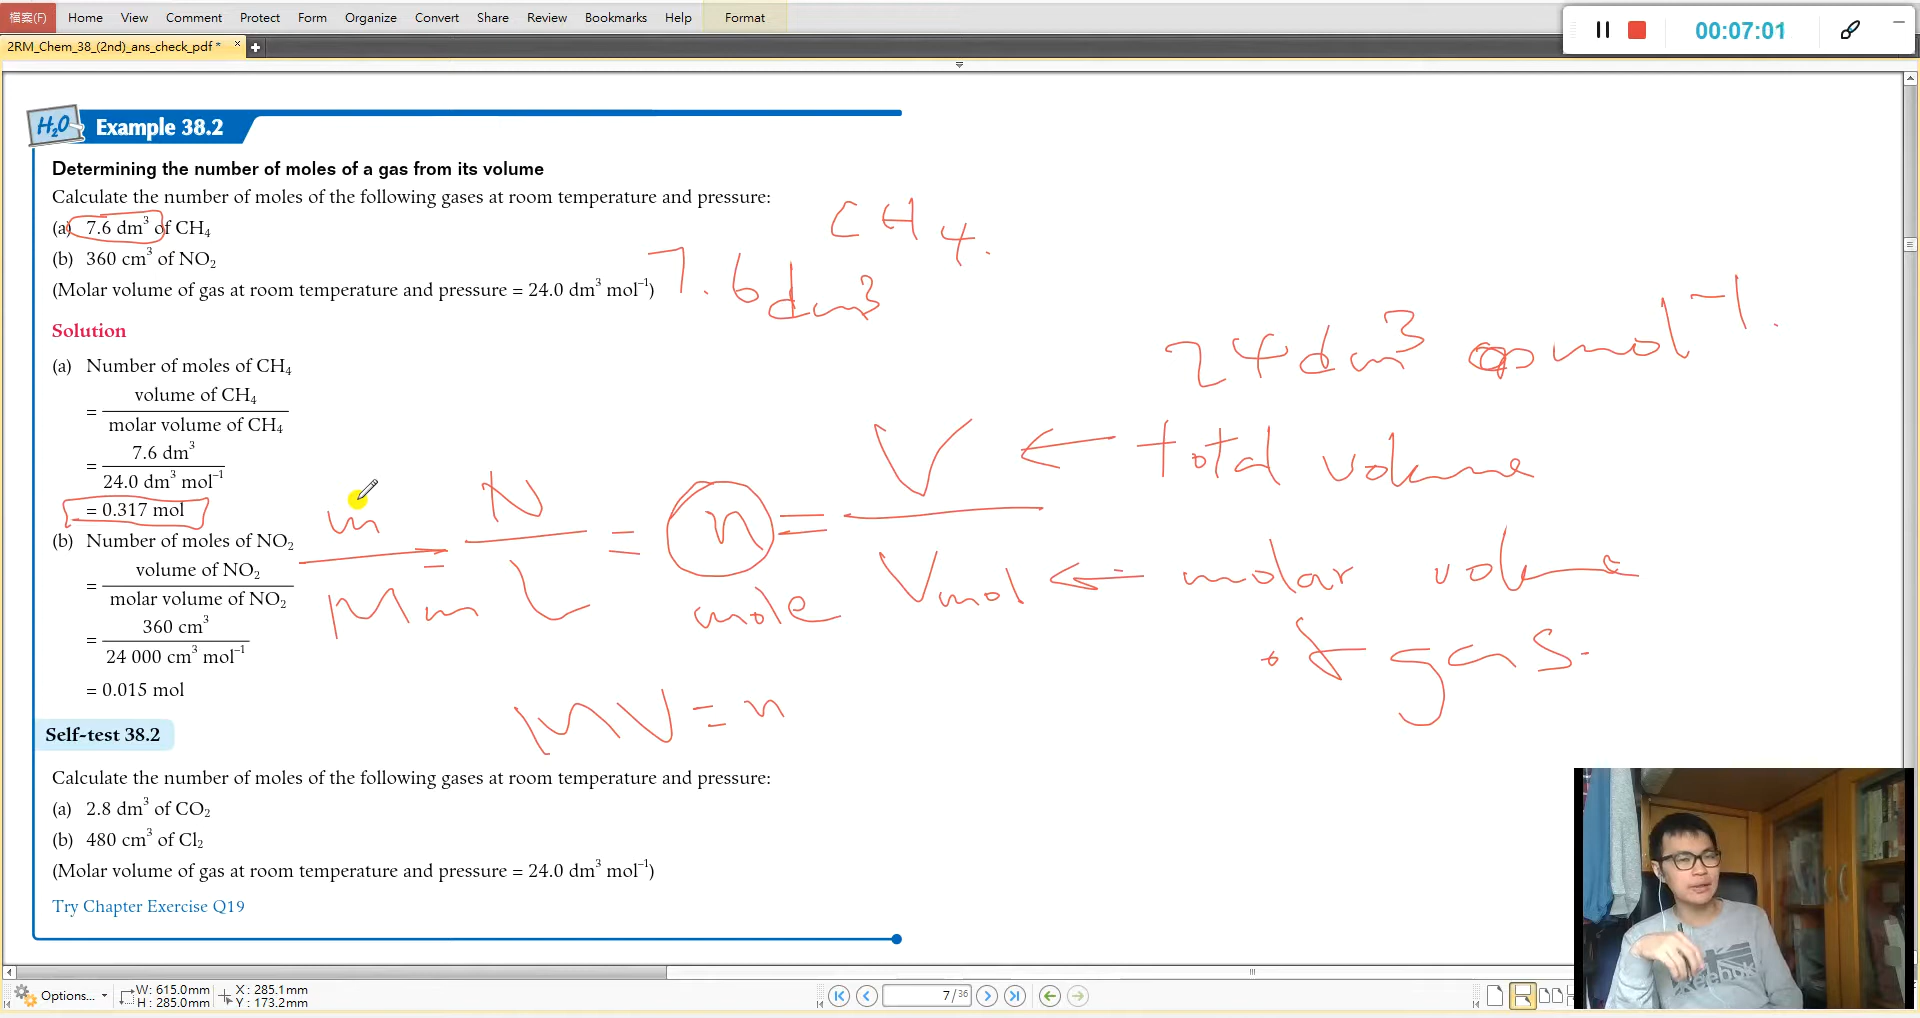 檔案(F) Home View Comment Protect Form Organize Convert Share Review Bookmarks Help Format
00:07:01
2RM_Chem_38_(2nd)_ans_check_pdf *
H₂O Example 38.2
Determining the number of moles of a gas from its volume
Calculate the number of moles of the following gases at room temperature and pressure:
(a) 7.6 dm³ of CH₄
(b) 360 cm³ of NO₂
(Molar volume of gas at room temperature and pressure = 24.0 dm³ mol⁻¹)
CH₄.
7.6 dm³
24 dm³ mol⁻¹.
Solution
(a) Number of moles of CH₄
= volume of CH₄
molar volume of CH₄
= 7.6 dm³
24.0 dm³ mol⁻¹
= 0.317 mol
(b) Number of moles of NO₂
= volume of NO₂
molar volume of NO₂
= 360 cm³
24 000 cm³ mol⁻¹
= 0.015 mol
m = N = n = V ← total volume
Mm L mole Vmol ← molar volume
of gas.
MV = n
Self-test 38.2
Calculate the number of moles of the following gases at room temperature and pressure:
(a) 2.8 dm³ of CO₂
(b) 480 cm³ of Cl₂
(Molar volume of gas at room temperature and pressure = 24.0 dm³ mol⁻¹)
Try Chapter Exercise Q19
Reebok
Options...
W: 615.0mm X: 285.1mm
H: 285.0mm Y: 173.2mm
7/36